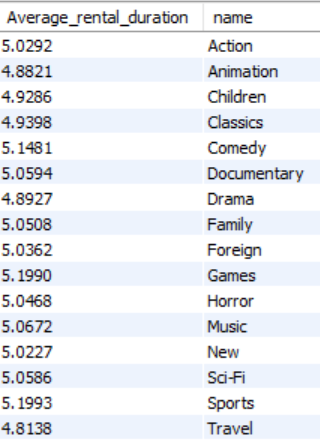 Average_rental_duration name
5.0292 Action
4.8821 Animation
4.9286 Children
4.9398 Classics
5.1481 Comedy
5.0594 Documentary
4.8927 Drama
5.0508 Family
5.0362 Foreign
5.1990 Games
5.0468 Horror
5.0672 Music
5.0227 New
5.0586 Sci-Fi
5.1993 Sports
4.8138 Travel